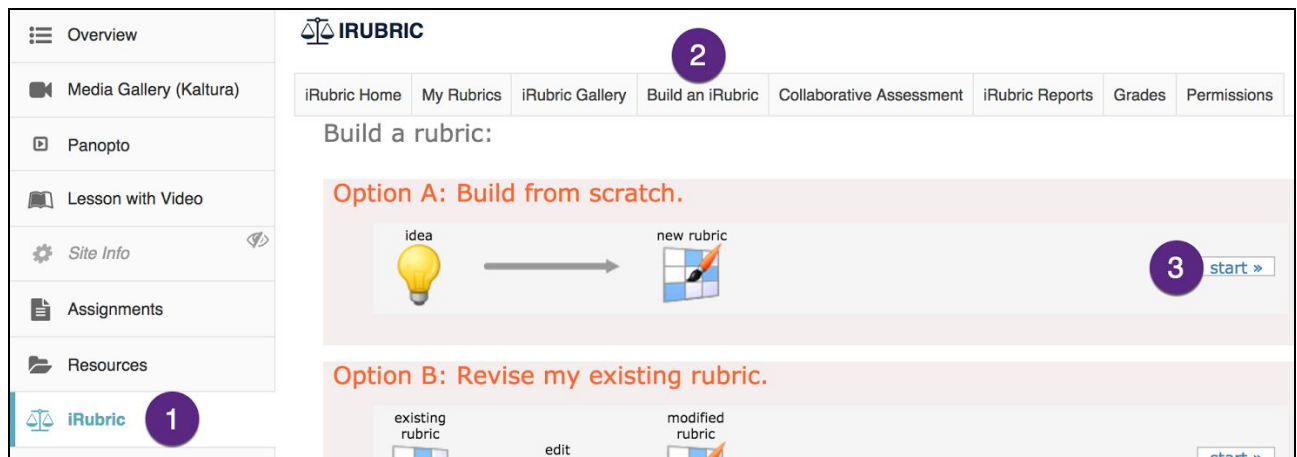 Overview
Media Gallery (Kaltura)
Panopto
Lesson with Video
Site Info
Assignments
Resources
iRubric
1
IRUBRIC
2
iRubric Home My Rubrics iRubric Gallery Build an iRubric Collaborative Assessment iRubric Reports Grades Permissions
Build a rubric:
Option A: Build from scratch.
idea new rubric
3 start »
Option B: Revise my existing rubric.
existing modified
rubric rubric
edit
start »